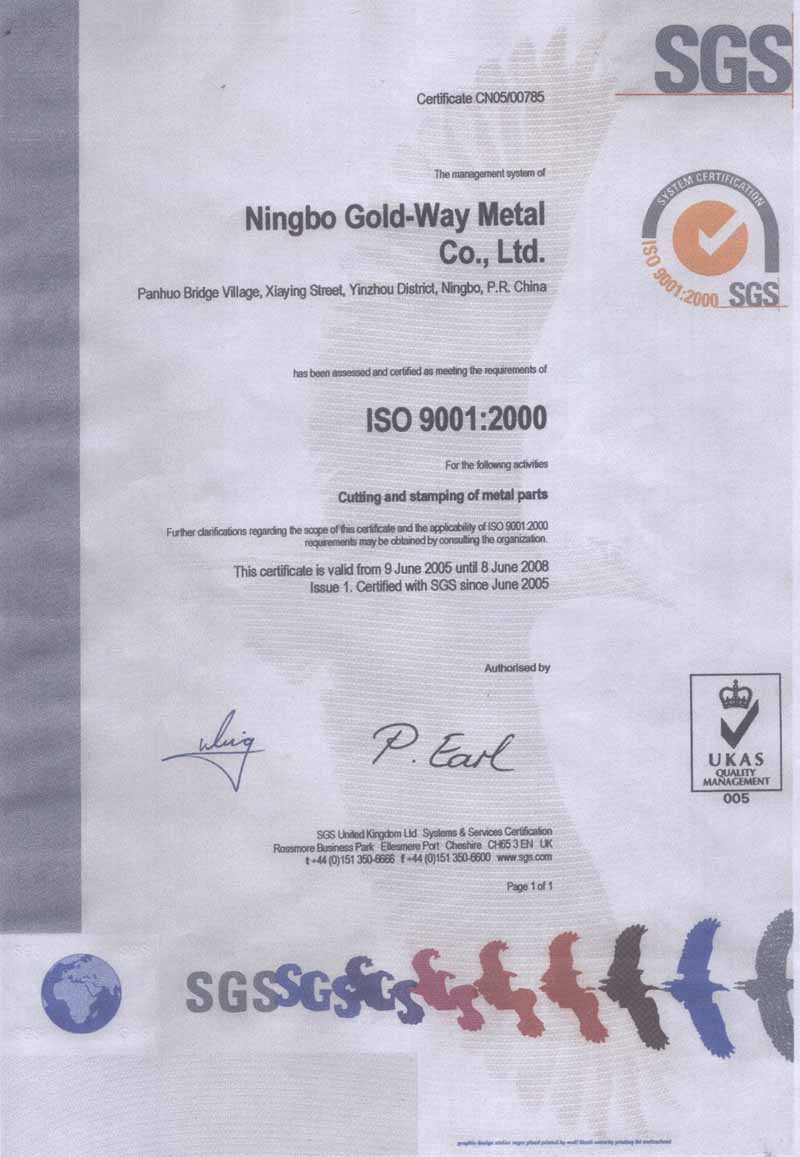 SGS
Certificate CN05/00785
The management system of
Ningbo Gold-Way Metal
Co., Ltd.
Panhuo Bridge Village, Xiaying Street, Yinzhou District, Ningbo, P.R. China
SYSTEM CERTIFICATION
ISO 9001:2000
SGS
has been assessed and certified as meeting the requirements of
ISO 9001:2000
For the following activities
Cutting and stamping of metal parts
Further clarifications regarding the scope of this certificate and the applicability of ISO 9001:2000
requirements may be obtained by consulting the organization.
This certificate is valid from 9 June 2005 until 8 June 2008
Issue 1. Certified with SGS since June 2005
Authorised by
P. Earl
UKAS
QUALITY
MANAGEMENT
005
SGS United Kingdom Ltd Systems & Services Certification
Rossmore Business Park Ellesmere Port Cheshire CH65 3EN UK
t +44 (0)151 350-6666 f +44 (0)151 350-6600 www.sgs.com
Page 1 of 1
SGSSGSSGS